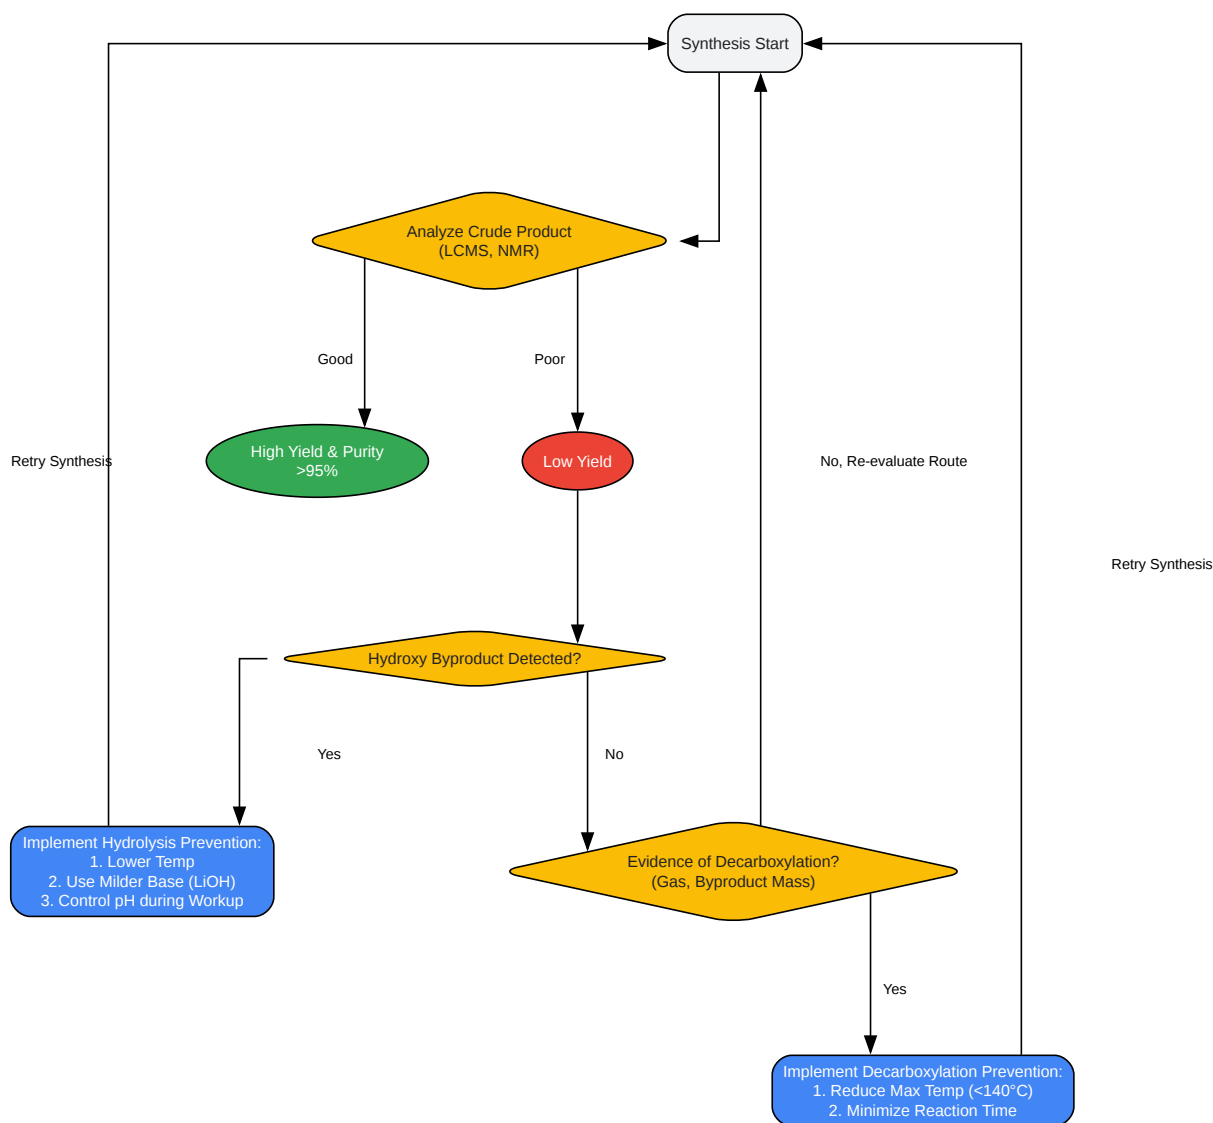 Synthesis Start
Analyze Crude Product
(LCMS, NMR)
Good
Poor
High Yield & Purity
>95%
Low Yield
Retry Synthesis
No, Re-evaluate Route
Retry Synthesis
Hydroxy Byproduct Detected?
Yes
No
Implement Hydrolysis Prevention:
1. Lower Temp
2. Use Milder Base (LiOH)
3. Control pH during Workup
Evidence of Decarboxylation?
(Gas, Byproduct Mass)
Yes
Implement Decarboxylation Prevention:
1. Reduce Max Temp (<140°C)
2. Minimize Reaction Time